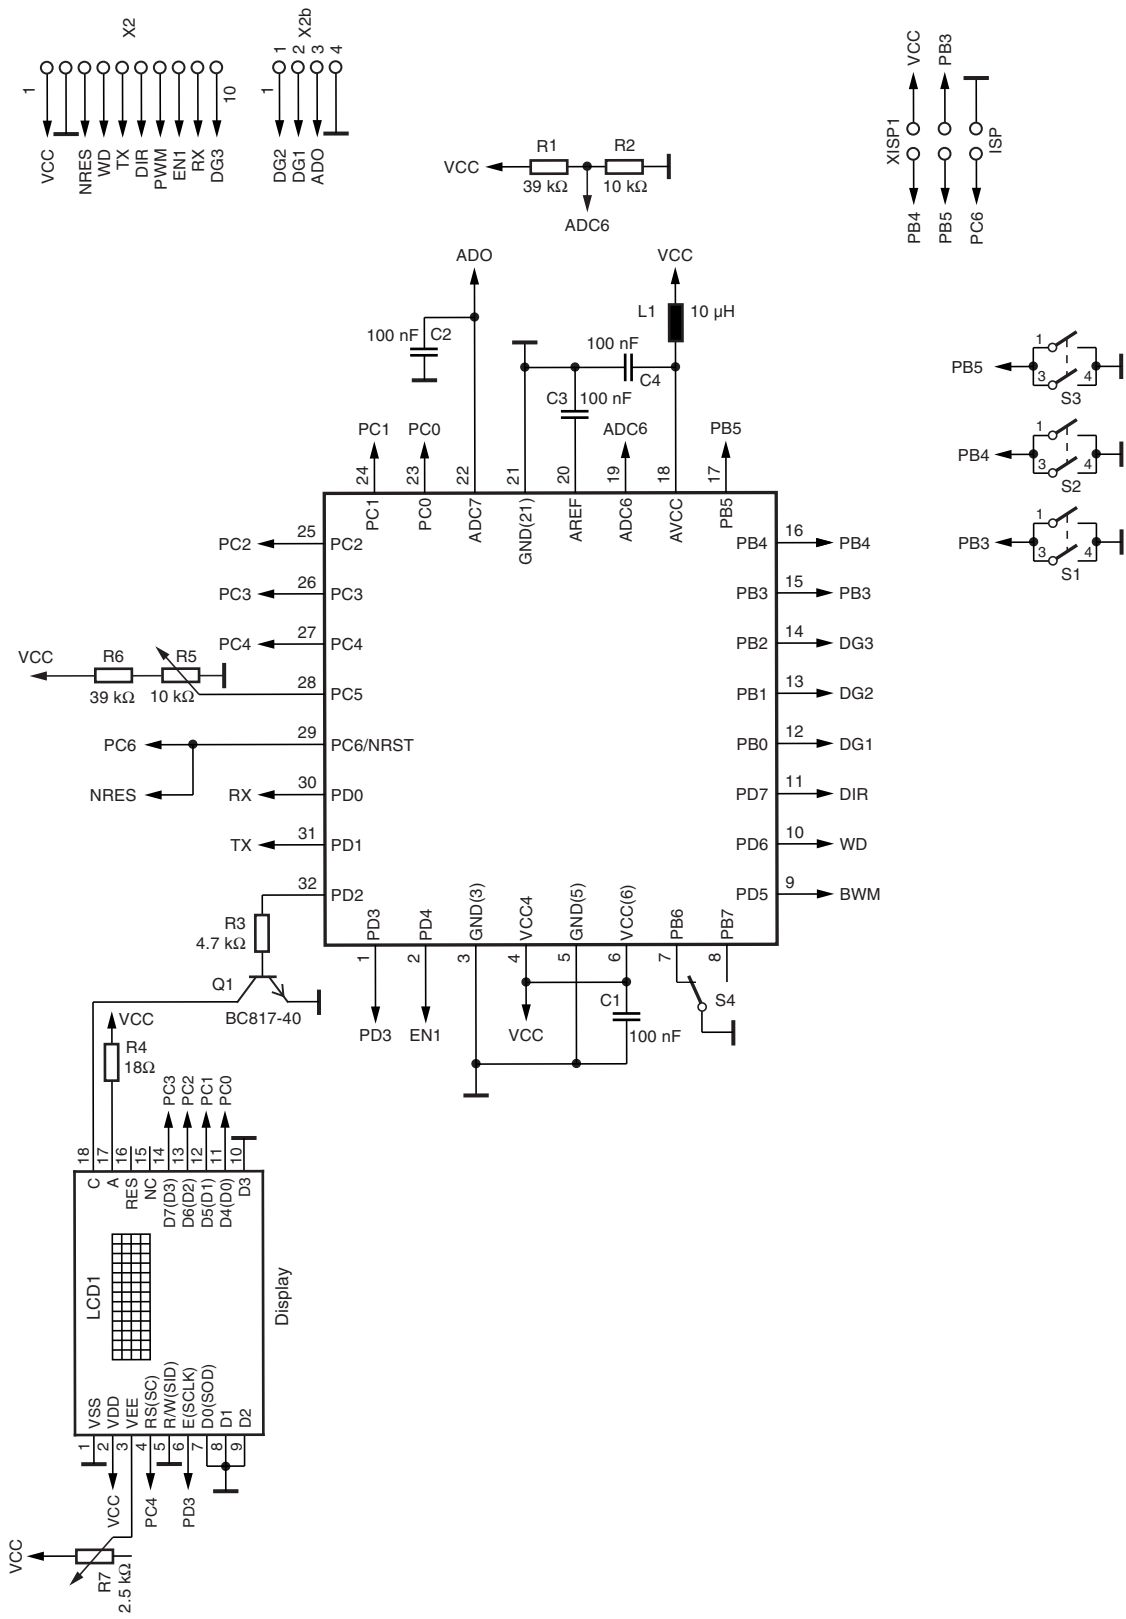 X2
1
10
VCC
NRES
WD
TX
DIR
PWM
EN1
RX
DG3
X2b
1
2
3
4
1
DG2
DG1
ADO
VCC
R1
39 kΩ
R2
10 kΩ
ADC6
XISP1
VCC
PB3
ISP
PB4
PB5
PC6
ADO
VCC
100 nF
C2
L1
10 µH
100 nF
C4
C3
100 nF
PC1
PC0
ADC6
PB5
24
23
22
21
20
19
18
17
PC1
PC0
ADC7
GND(21)
AREF
ADC6
AVCC
PB5
PB5
1
3
4
S3
PB4
1
3
4
S2
PB3
1
3
4
S1
PC2
25
PC2
PB4
16
PB4
PC3
26
PC3
PB3
15
PB3
PC4
27
PC4
PB2
14
DG3
VCC
R6
39 kΩ
R5
10 kΩ
28
PC5
PB1
13
DG2
PC6
29
PC6/NRST
PB0
12
DG1
NRES
RX
30
PD0
PD7
11
DIR
TX
31
PD1
PD6
10
WD
32
PD2
PD5
9
BWM
PD3
PD4
GND(3)
VCC4
GND(5)
VCC(6)
PB6
PB7
1
2
3
4
5
6
7
8
R3
4.7 kΩ
Q1
BC817-40
PD3
EN1
VCC
C1
100 nF
S4
VCC
R4
18Ω
PC3
PC2
PC1
PC0
18
17
16
15
14
13
12
11
10
C
A
RES
NC
D7(D3)
D6(D2)
D5(D1)
D4(D0)
D3
LCD1
Display
VSS
VDD
VEE
RS(SC)
R/W(SID)
E(SCLK)
D0(SOD)
D1
D2
1
2
3
4
5
6
7
8
9
VCC
PC4
PD3
VCC
R7
2.5 kΩ